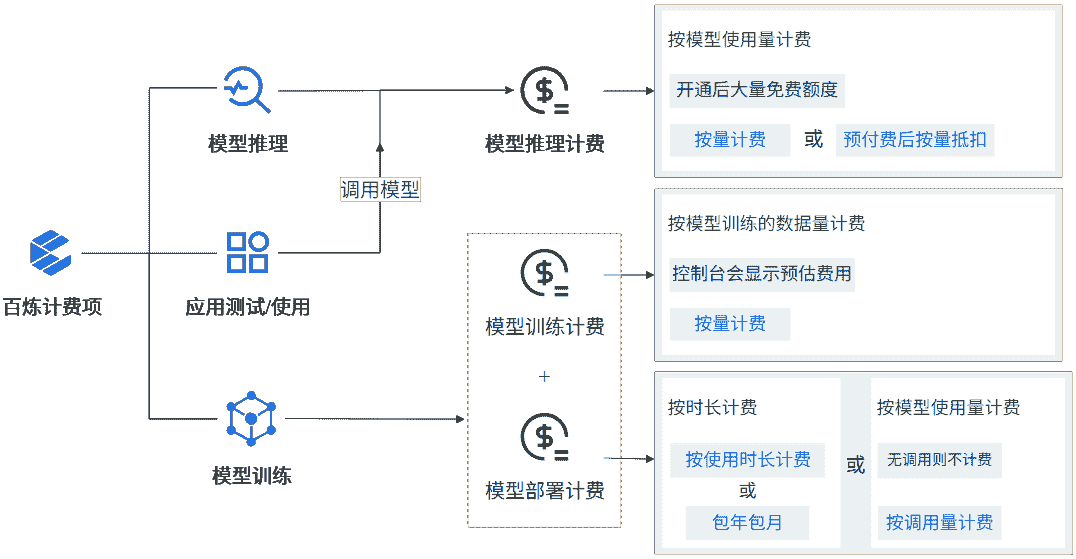 百炼计费项
模型推理
应用测试/使用
模型训练
调用模型
模型推理计费
按模型使用量计费
开通后大量免费额度
按量计费 或 预付费后按量抵扣
模型训练计费
+
模型部署计费
按模型训练的数据量计费
控制台会显示预估费用
按量计费
按时长计费
按使用时长计费
或
包年包月
或
按模型使用量计费
无调用则不计费
按调用量计费